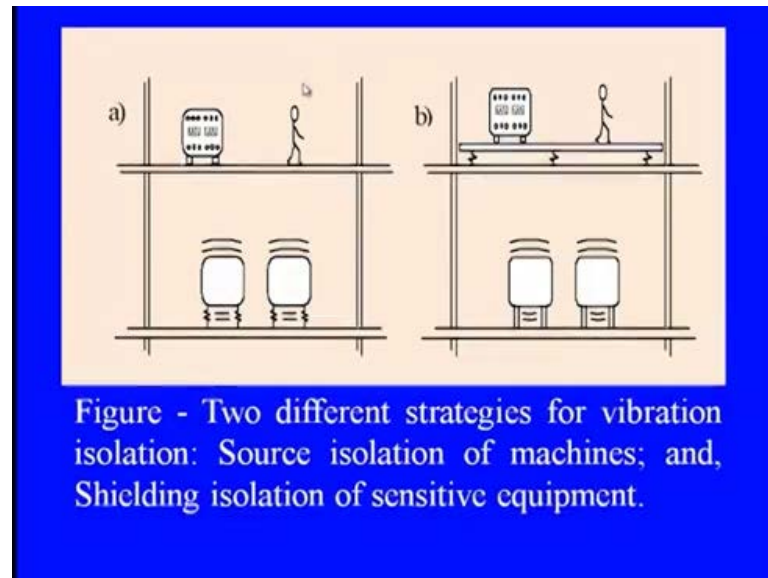 a)
b)
Figure - Two different strategies for vibration
isolation: Source isolation of machines; and,
Shielding isolation of sensitive equipment.